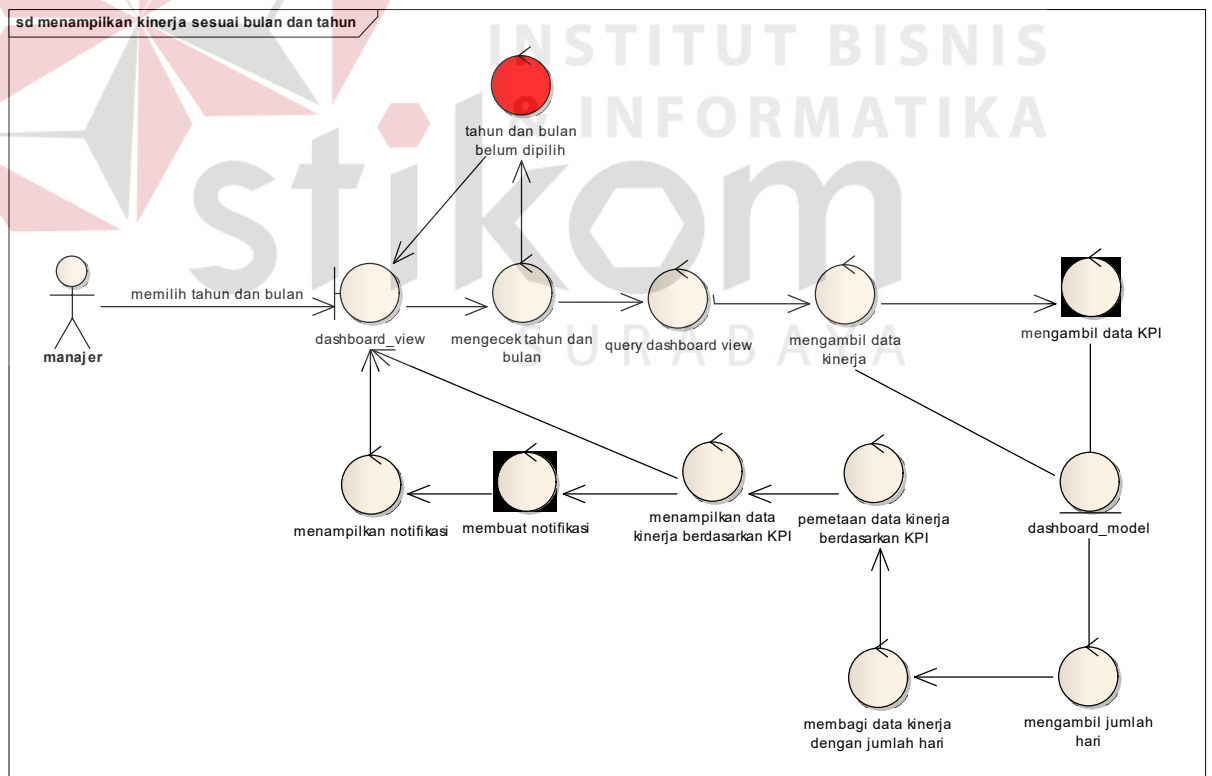 sd menampilkan kinerja sesuai bulan dan tahun
INSTITUT BISNIS
& INFORMATIKA
stikom
SURABAYA
tahun dan bulan
belum dipilih
manajer
memilih tahun dan bulan
dashboard_view
mengecek tahun dan
bulan
query dashboard view
mengambil data
kinerja
mengambil data KPI
menampilkan notifikasi
membuat notifikasi
menampilkan data
kinerja berdasarkan KPI
pemetaan data kinerja
berdasarkan KPI
dashboard_model
membagi data kinerja
dengan jumlah hari
mengambil jumlah
hari